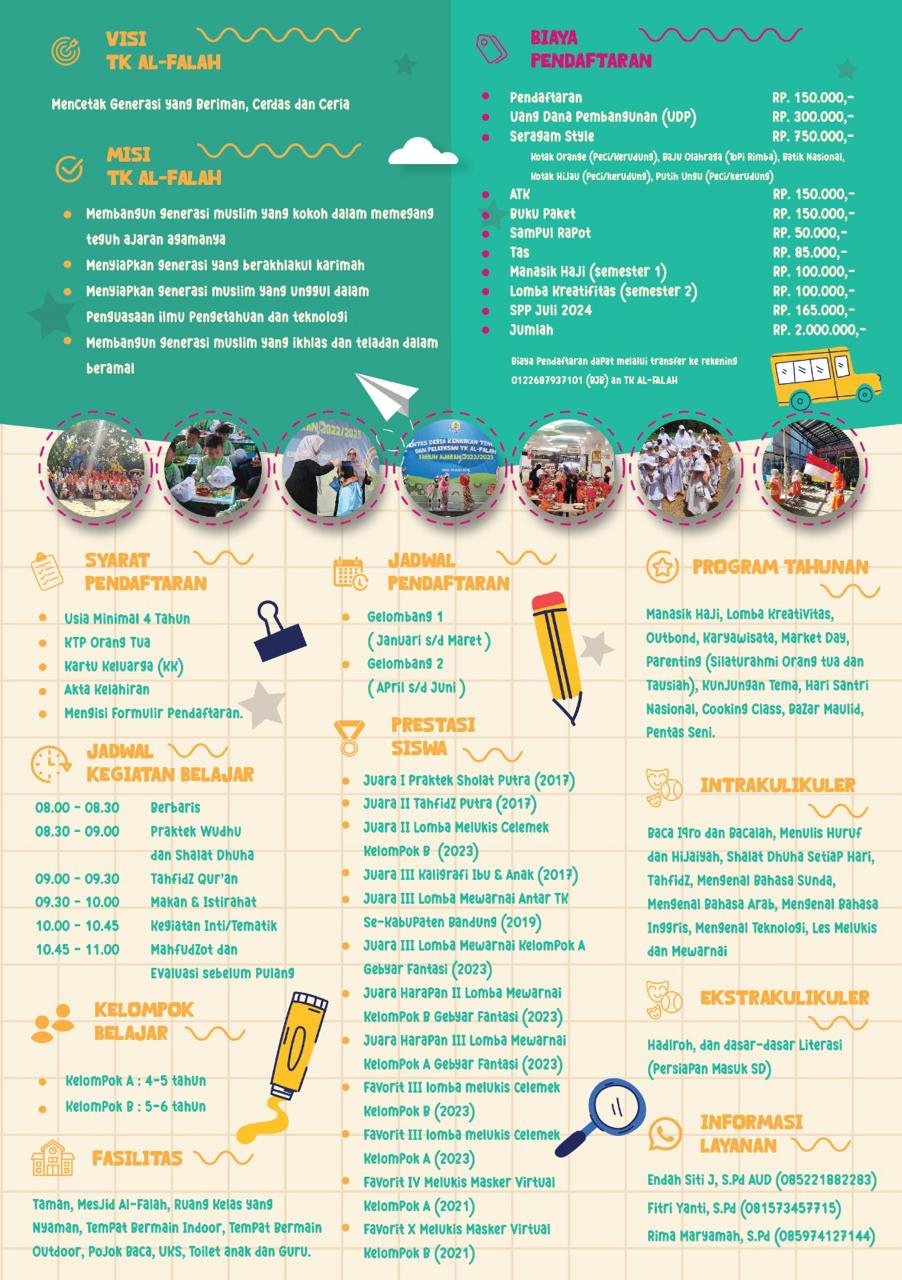 VISI
TK AL-FALAH
Mencetak Generasi yang Beriman, Cerdas dan Ceria
MISI
TK AL-FALAH
Membangun generasi muslim yang kokoh dalam memegang
teguh ajaran agamanya
Menyiapkan generasi yang berakhlakul karimah
Menyiapkan generasi muslim yang unggul dalam
Penguasaan ilmu Pengetahuan dan teknologi
Membangun generasi muslim yang ikhlas dan teladan dalam
beramal
BIAYA
PENDAFTARAN
Pendaftaran RP. 150.000,-
Uang Dana Pembangunan (UDP) RP. 300.000,-
Seragam Style RP. 750.000,-
Kotak Orange (Peci/Kerudung), Baju Olahraga (Topi Rimba), Batik Nasional,
Kotak Hijau (Peci/kerudung), Putih Ungu (Peci/kerudung)
ATK RP. 150.000,-
Buku Paket RP. 150.000,-
Sampul Rapot RP. 50.000,-
Tas RP. 85.000,-
Manasik Haji (semester 1) RP. 100.000,-
Lomba Kreatifitas (semester 2) RP. 100.000,-
SPP Juli 2024 RP. 165.000,-
Jumlah RP. 2.000.000,-
Biaya Pendaftaran dapat melalui transfer ke rekening
0122687937101 (BJB) an TK AL-FALAH
AN/2022/2023
PENTAS SERIA KENAIKAN
DAN PELEPASAN TK AL-FALAH
TAHUN AJARAN 2022/2023
SYARAT
PENDAFTARAN
Usia Minimal 4 Tahun
KTP Orang Tua
Kartu Keluarga (KK)
Akta Kelahiran
Mengisi Formulir Pendaftaran.
JADWAL
KEGIATAN BELAJAR
08.00 - 08.30 Berbaris
08.30 - 09.00 Praktek Wudhu
dan Shalat Dhuha
09.00 - 09.30 Tahfidz Qur'an
09.30 - 10.00 Makan & Istirahat
10.00 - 10.45 Kegiatan Inti/Tematik
10.45 - 11.00 Mahfudzot dan
Evaluasi sebelum Pulang
KELOMPOK
BELAJAR
Kelompok A : 4-5 tahun
Kelompok B : 5-6 tahun
FASILITAS
Taman, Mesjid Al-Falah, Ruang Kelas yang
Nyaman, Tempat Bermain Indoor, Tempat Bermain
Outdoor, Pojok Baca, UKS, Toilet anak dan Guru.
JADWAL
PENDAFTARAN
Gelombang 1
( Januari s/d Maret )
Gelombang 2
( April s/d Juni )
PRESTASI
SISWA
Juara I Praktek Sholat Putra (2017)
Juara II Tahfidz Putra (2017)
Juara II Lomba Melukis Celemek
Kelompok B (2023)
Juara III Kaligrafi Ibu & Anak (2017)
Juara III Lomba Mewarnai Antar TK
Se-Kabupaten Bandung (2019)
Juara III Lomba Mewarnai Kelompok A
Gebyar Fantasi (2023)
Juara Harapan II Lomba Mewarnai
Kelompok B Gebyar Fantasi (2023)
Juara Harapan III Lomba Mewarnai
Kelompok A Gebyar Fantasi (2023)
Favorit III lomba melukis Celemek
Kelompok B (2023)
Favorit III lomba melukis Celemek
Kelompok A (2023)
Favorit IV Melukis Masker Virtual
Kelompok A (2021)
Favorit X Melukis Masker Virtual
Kelompok B (2021)
PROGRAM TAHUNAN
Manasik Haji, Lomba Kreativitas,
Outbond, Karyawisata, Market Day,
Parenting (Silaturahmi Orang tua dan
Tausiah), Kunjungan Tema, Hari Santri
Nasional, Cooking Class, Bazar Maulid,
Pentas Seni.
INTRAKULIKULER
Baca Iqro dan Bacalah, Menulis Huruf
dan Hijaiyah, Shalat Dhuha Setiap Hari,
Tahfidz, Mengenal Bahasa Sunda,
Mengenal Bahasa Arab, Mengenal Bahasa
Inggris, Mengenal Teknologi, Les Melukis
dan Mewarnai
EKSTRAKULIKULER
Hadiroh, dan dasar-dasar Literasi
(Persiapan Masuk SD)
INFORMASI
LAYANAN
Endah Siti J, S.Pd AUD (085221882283)
Fitri Yanti, S.Pd (081573457715)
Rima Maryamah, S.Pd (085974127144)